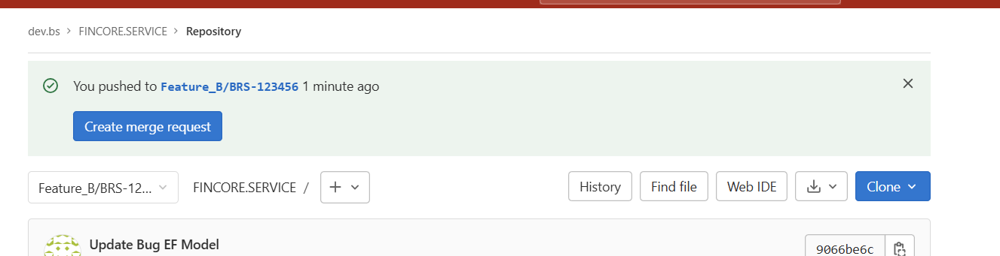 dev.bs > FINCORE.SERVICE > Repository
You pushed to Feature_B/BRS-123456 1 minute ago
Create merge request
Feature_B/BRS-12... FINCORE.SERVICE / History Find file Web IDE Clone
Update Bug EF Model 9066be6c